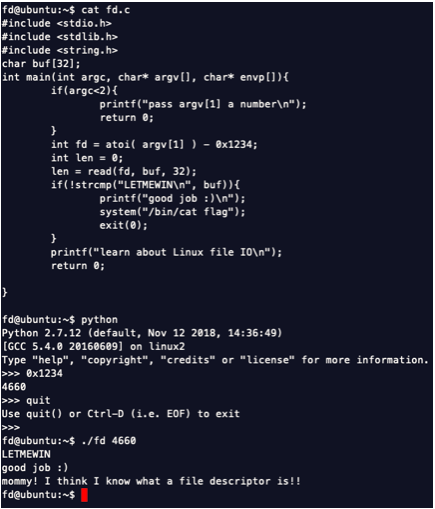 fd@ubuntu:~$ cat fd.c
#include <stdio.h>
#include <stdlib.h>
#include <string.h>
char buf[32];
int main(int argc, char* argv[], char* envp[]){
        if(argc<2){
                printf("pass argv[1] a number\n");
                return 0;
        }
        int fd = atoi( argv[1] ) - 0x1234;
        int len = 0;
        len = read(fd, buf, 32);
        if(!strcmp("LETMEWIN\n", buf)){
                printf("good job :)\n");
                system("/bin/cat flag");
                exit(0);
        }
        printf("learn about Linux file IO\n");
        return 0;

}

fd@ubuntu:~$ python
Python 2.7.12 (default, Nov 12 2018, 14:36:49)
[GCC 5.4.0 20160609] on linux2
Type "help", "copyright", "credits" or "license" for more information.
>>> 0x1234
4660
>>> quit
Use quit() or Ctrl-D (i.e. EOF) to exit
>>>
fd@ubuntu:~$ ./fd 4660
LETMEWIN
good job :)
mommy! I think I know what a file descriptor is!!
fd@ubuntu:~$